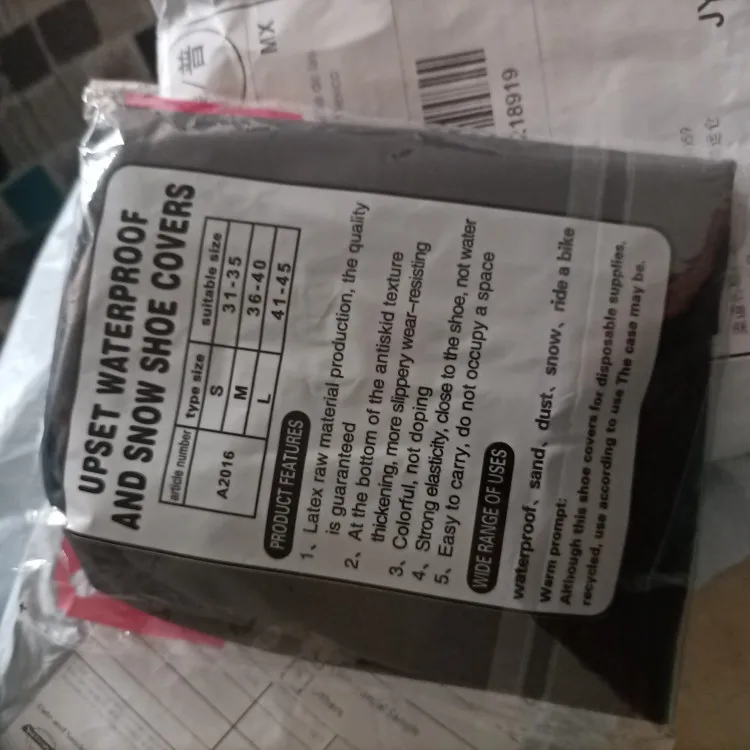 UPSET WATERPROOF
AND SNOW SHOE COVERS
article number type size suitable size
A2016
S 31-35
M 36-40
L 41-45
PRODUCT FEATURES
1、Latex raw material production, the quality
is guaranteed
2、At the bottom of the antiskid texture
thickening, more slippery wear-resisting
3、Colorful, not doping
4、Strong elasticity, close to the shoe, not water
5、Easy to carry, do not occupy a space
WIDE RANGE OF USES
waterproof、sand、dust、snow、ride a bike
Warm prompt:
Although this shoe covers for disposable supplies,
recycled, use according to use The case may be.
普
MX
18919
JY